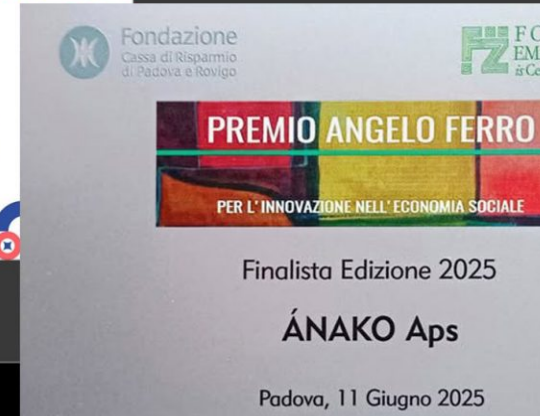 Fondazione
Cassa di Risparmio
di Padova e Rovigo
PREMIO ANGELO FERRO
PER L'INNOVAZIONE NELL'ECONOMIA SOCIALE
Finalista Edizione 2025
ÁNAKO Aps
Padova, 11 Giugno 2025